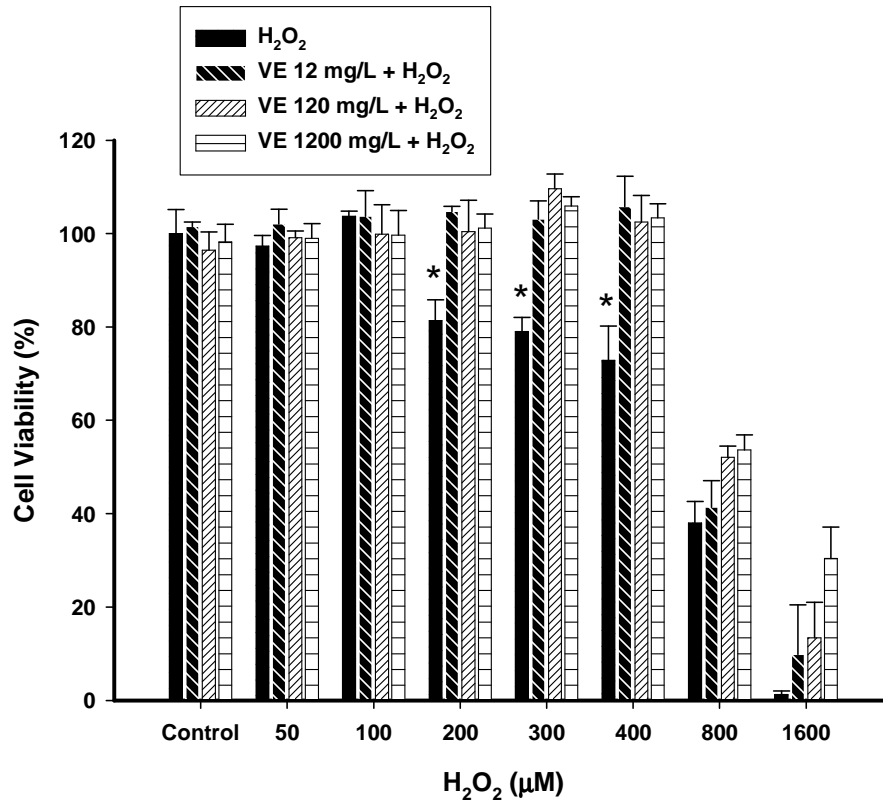 H₂O₂
VE 12 mg/L + H₂O₂
VE 120 mg/L + H₂O₂
VE 1200 mg/L + H₂O₂
120
100
80
60
40
20
0
Cell Viability (%)
*
*
*
Control 50 100 200 300 400 800 1600
H₂O₂ (μM)